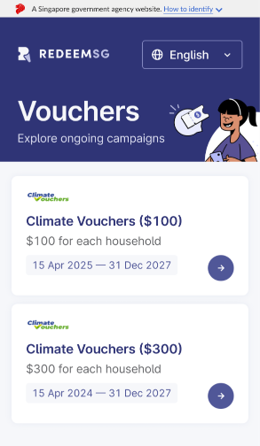 A Singapore government agency website. How to identify
REDEEMSG
English
Vouchers
Explore ongoing campaigns
Climate
Vouchers
Climate Vouchers ($100)
$100 for each household
15 Apr 2025 — 31 Dec 2027
Climate
Vouchers
Climate Vouchers ($300)
$300 for each household
15 Apr 2024 — 31 Dec 2027